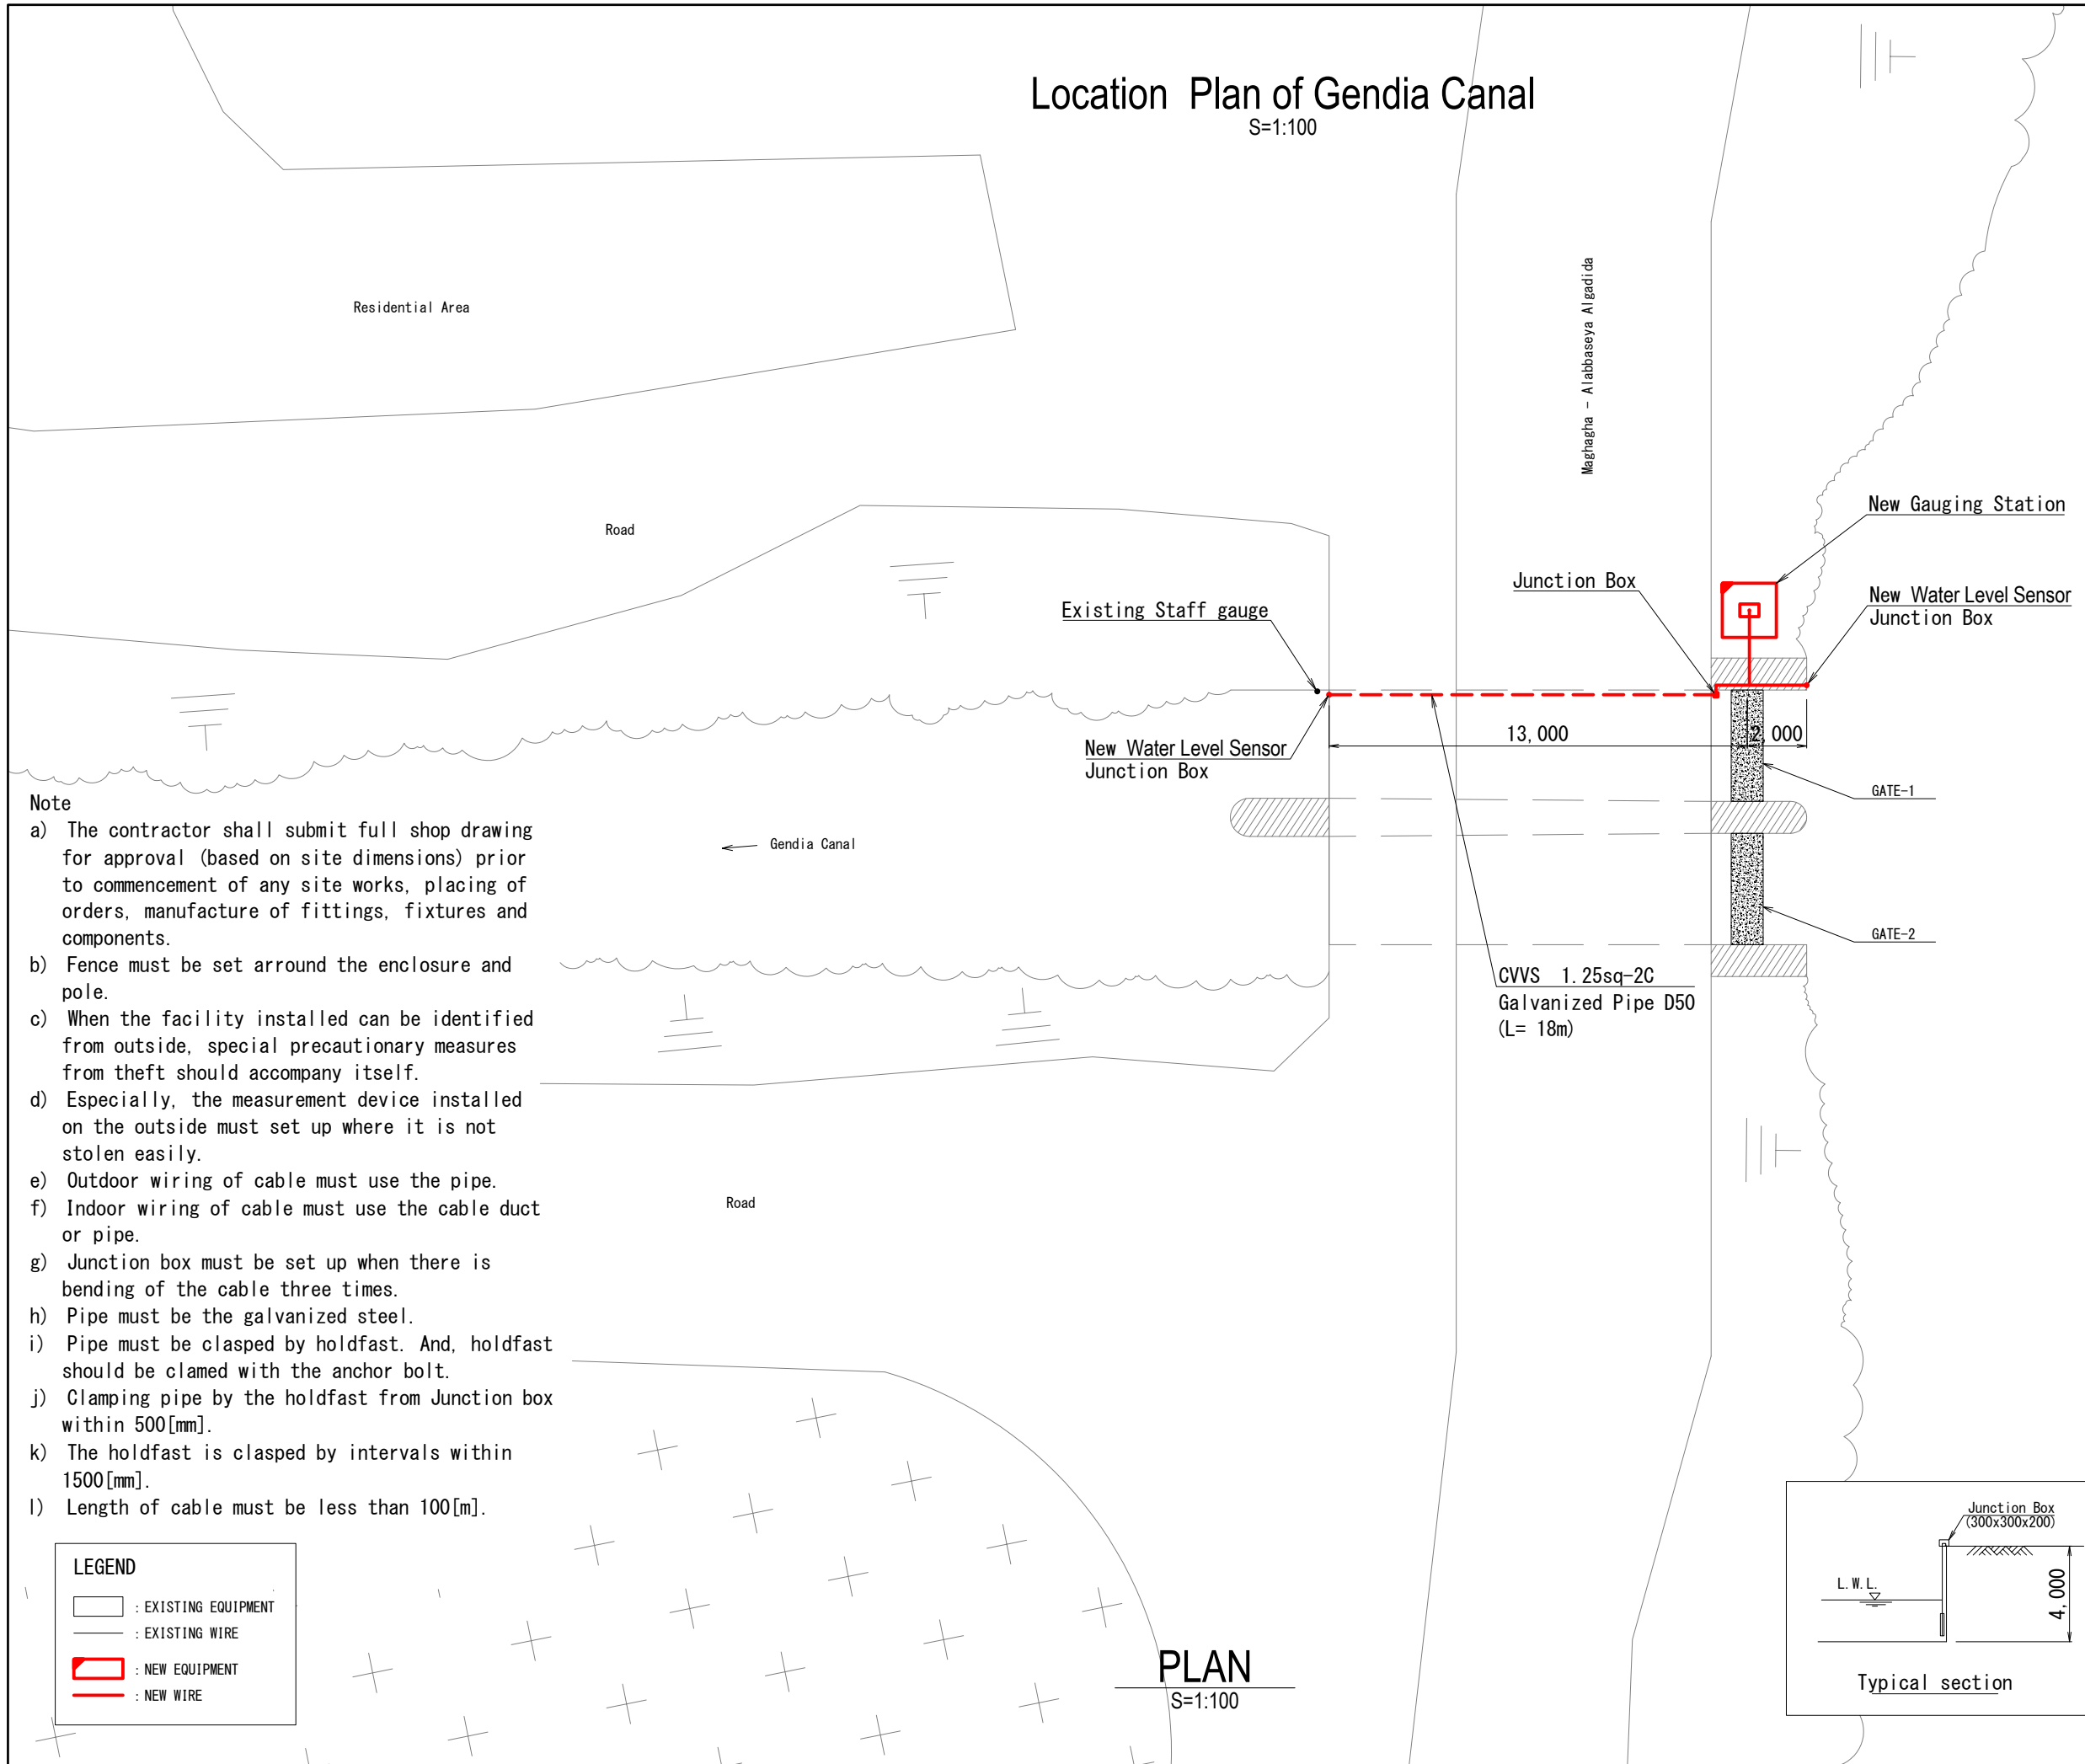 Location Plan of Gendia Canal
S=1:100
Residential Area
Maghagha - Alabbaseya Algadida
Road
New Gauging Station
Junction Box
New Water Level Sensor
Junction Box
Existing Staff gauge
13,000
2,000
New Water Level Sensor
Junction Box
GATE-1
Gendia Canal
GATE-2
CVVS 1.25sq-2C
Galvanized Pipe D50
(L= 18m)
Road
Note
a) The contractor shall submit full shop drawing
for approval (based on site dimensions) prior
to commencement of any site works, placing of
orders, manufacture of fittings, fixtures and
components.
b) Fence must be set arround the enclosure and
pole.
c) When the facility installed can be identified
from outside, special precautionary measures
from theft should accompany itself.
d) Especially, the measurement device installed
on the outside must set up where it is not
stolen easily.
e) Outdoor wiring of cable must use the pipe.
f) Indoor wiring of cable must use the cable duct
or pipe.
g) Junction box must be set up when there is
bending of the cable three times.
h) Pipe must be the galvanized steel.
i) Pipe must be clasped by holdfast. And, holdfast
should be clamed with the anchor bolt.
j) Clamping pipe by the holdfast from Junction box
within 500[mm].
k) The holdfast is clasped by intervals within
1500[mm].
l) Length of cable must be less than 100[m].
LEGEND
: EXISTING EQUIPMENT
: EXISTING WIRE
: NEW EQUIPMENT
: NEW WIRE
PLAN
S=1:100
Junction Box
(300x300x200)
L.W.L.
4,000
Typical section